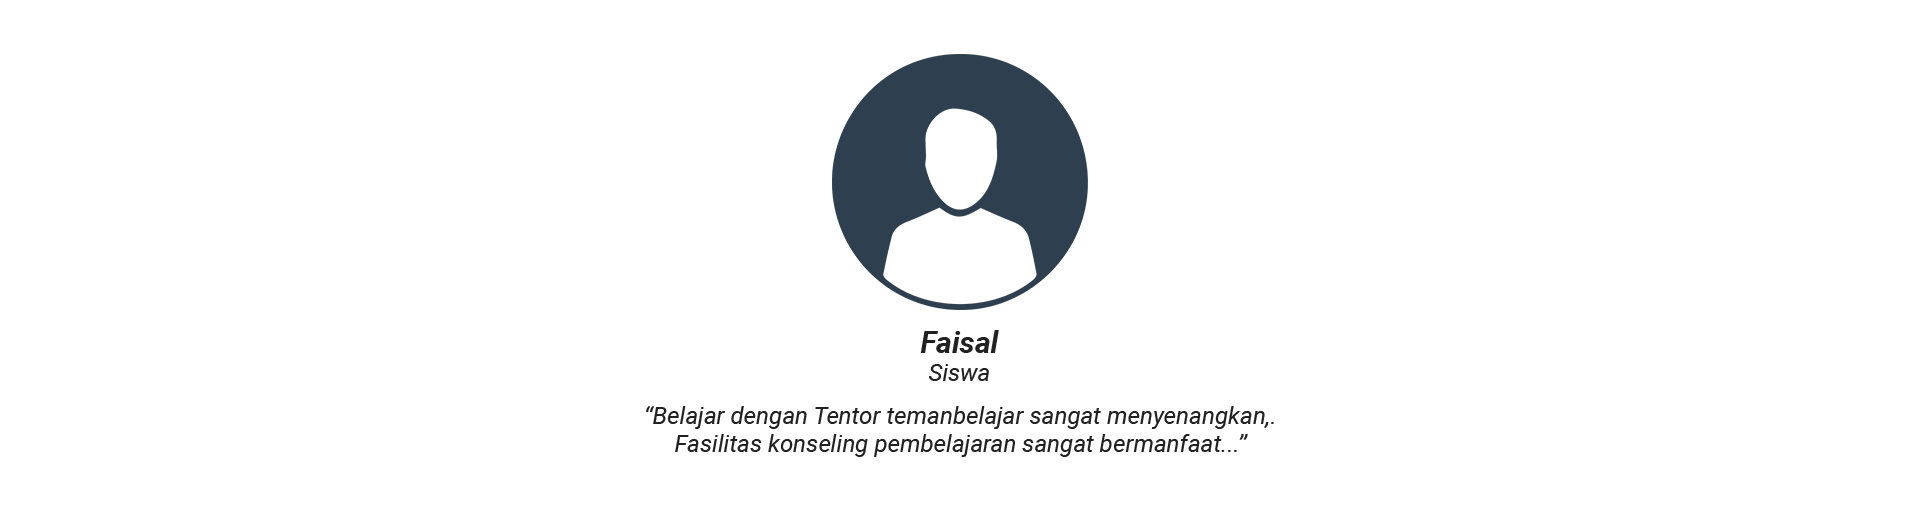 Faisal
Siswa
“Belajar dengan Tentor temanbelajar sangat menyenangkan,.
Fasilitas konseling pembelajaran sangat bermanfaat...”